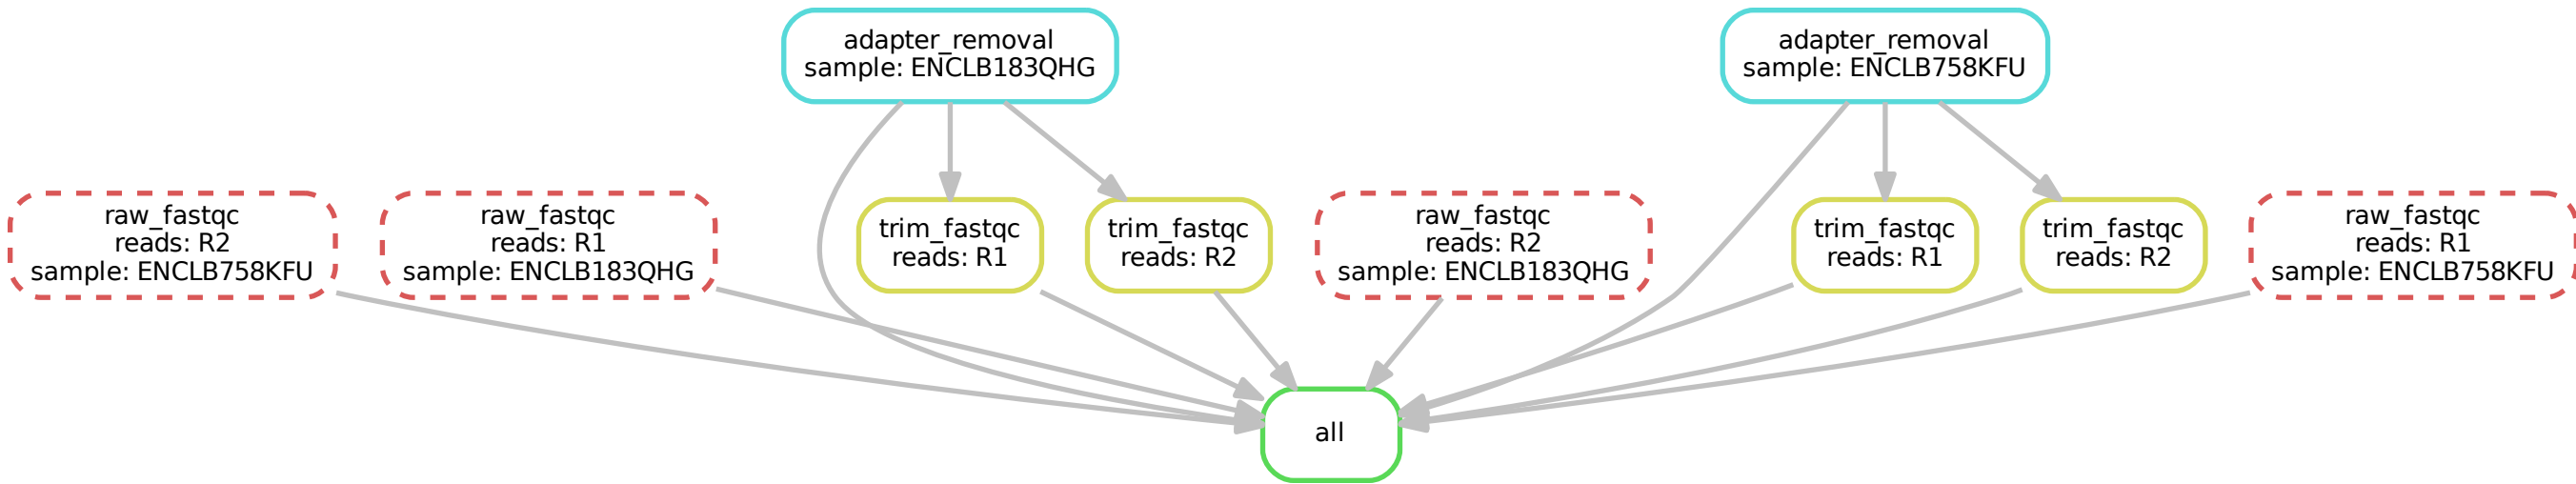 adapter_removal
sample: ENCLB183QHG
adapter_removal
sample: ENCLB758KFU
raw_fastqc
reads: R2
sample: ENCLB758KFU
raw_fastqc
reads: R1
sample: ENCLB183QHG
trim_fastqc
reads: R1
trim_fastqc
reads: R2
raw_fastqc
reads: R2
sample: ENCLB183QHG
trim_fastqc
reads: R1
trim_fastqc
reads: R2
raw_fastqc
reads: R1
sample: ENCLB758KFU
all